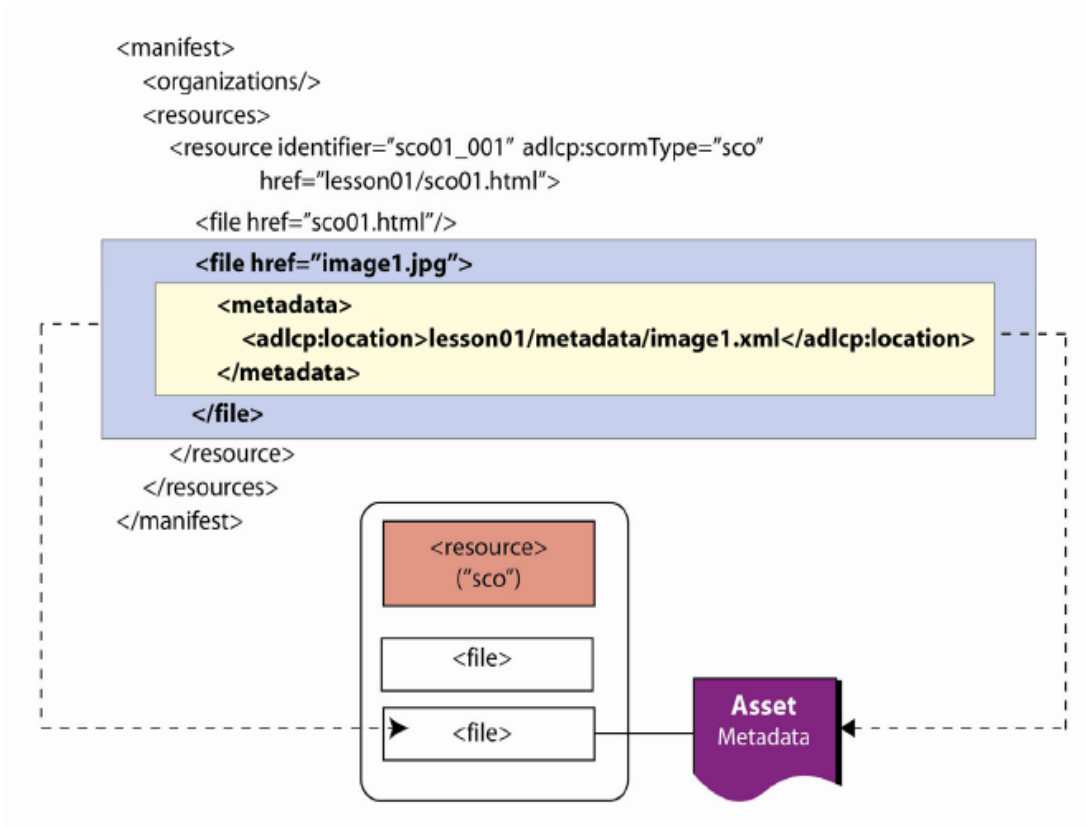 <manifest>
<organizations/>
<resources>
<resource identifier="sco01_001" adlcp:scormType="sco"
href="lesson01/sco01.html">
<file href="sco01.html"/>
<file href="image1.jpg">
<metadata>
<adlcp:location>lesson01/metadata/image1.xml</adlcp:location>
</metadata>
</file>
</resource>
</resources>
</manifest>
<resource>
("sco")
<file>
<file>
Asset
Metadata